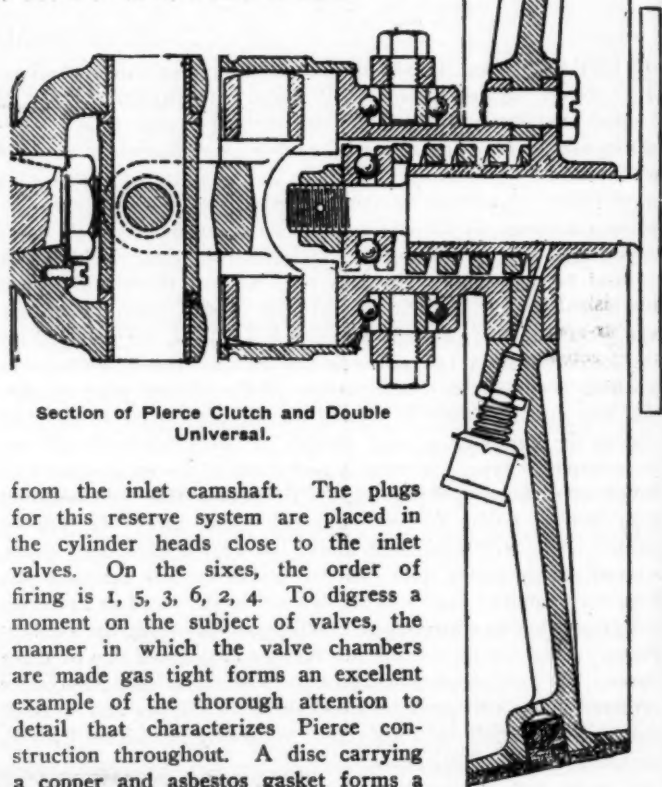 Section of Pierce Clutch and Double
Universal.
from the inlet camshaft. The plugs
for this reserve system are placed in
the cylinder heads close to the inlet
valves. On the sixes, the order of
firing is 1, 5, 3, 6, 2, 4. To digress a
moment on the subject of valves, the
manner in which the valve chambers
are made gas tight forms an excellent
example of the thorough attention to
detail that characterizes Pierce con-
struction throughout. A disc carrying
a copper and asbestos gasket forms a